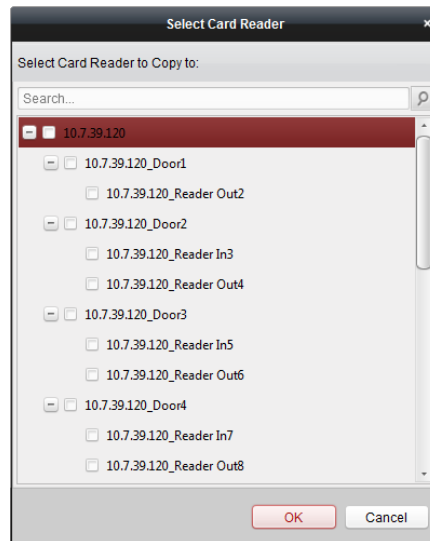 Select Card Reader
×
Select Card Reader to Copy to:
Search...
10.7.39.120
10.7.39.120_Door1
10.7.39.120_Reader Out2
10.7.39.120_Door2
10.7.39.120_Reader In3
10.7.39.120_Reader Out4
10.7.39.120_Door3
10.7.39.120_Reader In5
10.7.39.120_Reader Out6
10.7.39.120_Door4
10.7.39.120_Reader In7
10.7.39.120_Reader Out8
OK Cancel